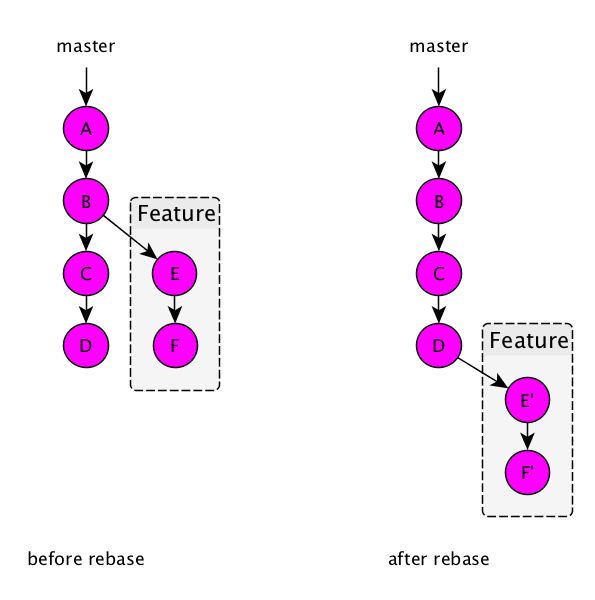 master
A
B
C
D
Feature
E
F
before rebase
master
A
B
C
D
Feature
E'
F'
after rebase